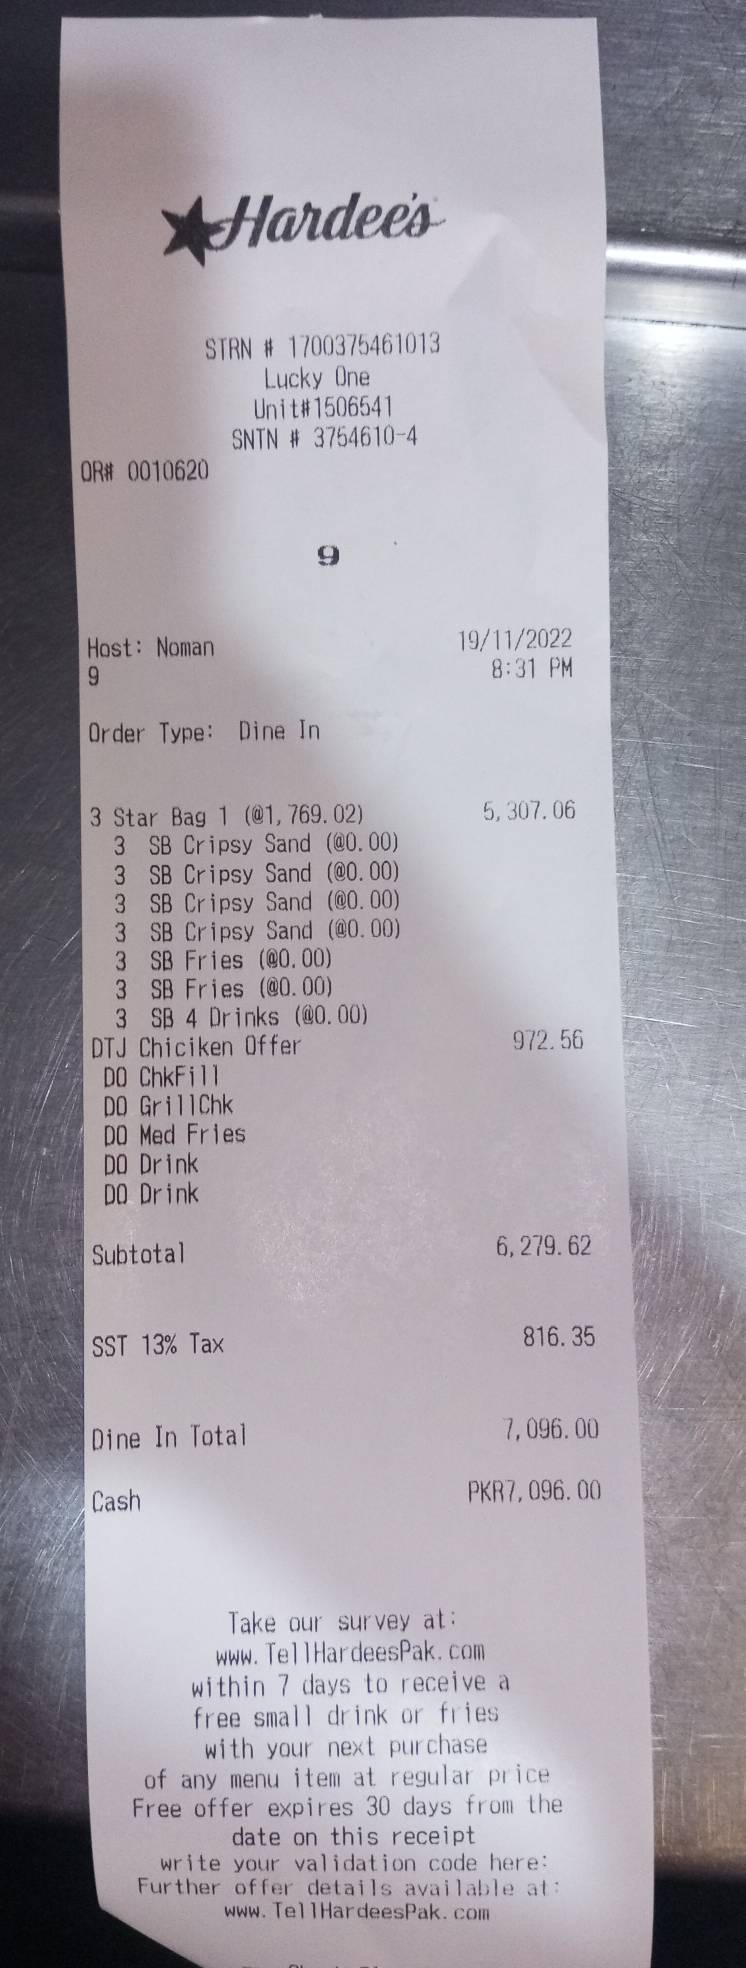 Hardee's
STRN # 1700375461013
Lucky One
Unit#1506541
SNTN # 3754610-4
OR# 0010620
9
Host: Noman 19/11/2022
9 8:31 PM
Order Type: Dine In
3 Star Bag 1 (@1,769.02) 5,307.06
3 SB Cripsy Sand (@0.00)
3 SB Cripsy Sand (@0.00)
3 SB Cripsy Sand (@0.00)
3 SB Cripsy Sand (@0.00)
3 SB Fries (@0.00)
3 SB Fries (@0.00)
3 SB 4 Drinks (@0.00)
DTJ Chiciken Offer 972.56
DO ChkFill
DO GrillChk
DO Med Fries
DO Drink
DO Drink
Subtotal 6,279.62
SST 13% Tax 816.35
Dine In Total 7,096.00
Cash PKR7,096.00
Take our survey at:
www.TellHardeesPak.com
within 7 days to receive a
free small drink or fries
with your next purchase
of any menu item at regular price
Free offer expires 30 days from the
date on this receipt
write your validation code here:
Further offer details available at:
www.TellHardeesPak.com